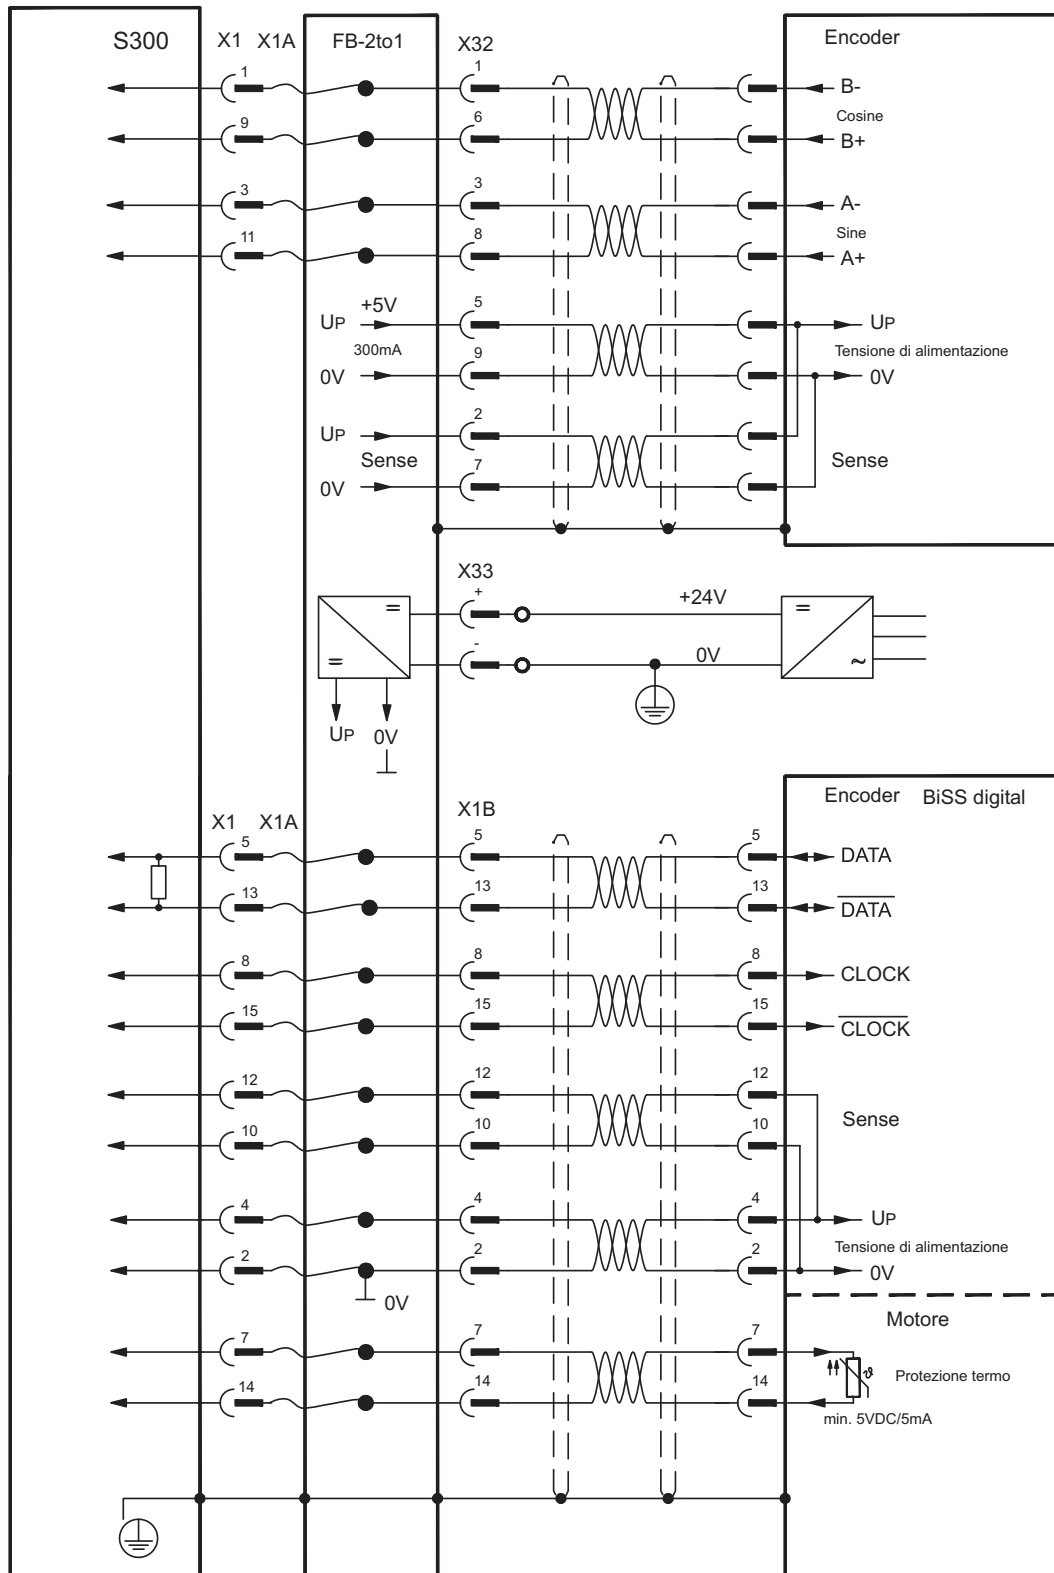 S300 X1 X1A FB-2to1 X32 Encoder
1 1 B-
Cosine
9 6 B+
3 3 A-
Sine
11 8 A+
UP +5V 5 UP
300mA Tensione di alimentazione
0V 9 0V
UP 2
Sense Sense
0V 7
X33
+ +24V =
=
- 0V ~
=
UP 0V
Encoder BiSS digital
X1 X1A X1B
5 5 5 DATA
13 13 13 DATA
8 8 8 CLOCK
15 15 15 CLOCK
12 12 12
Sense
10 10 10
4 4 4 UP
Tensione di alimentazione
2 2 2 0V
0V
Motore
7 7 7
ϑ Protezione termo
14 14 14
min. 5VDC/5mA